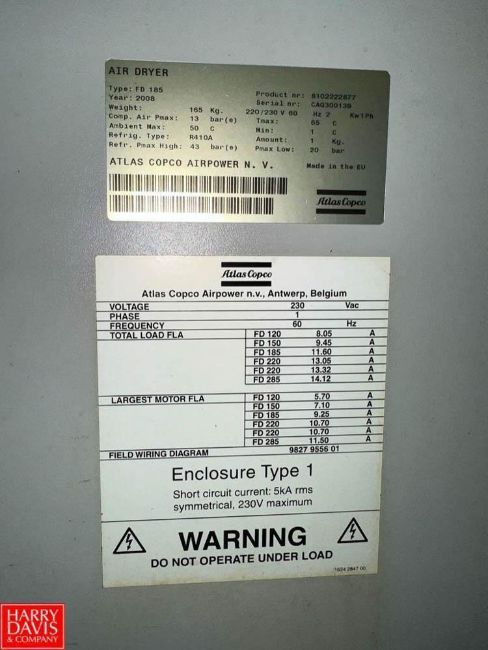 AIR DRYER
Type: FD 185 Product nr 8102222877
Year: 2008 Serial nr CAQ300139
Weight: 165 Kg. 220/230 V 60 Hz 2 Kw1Ph
Comp. Air Pmax: 13 bar(e) Tmax: 65 C
Ambient Max: 50 C Min: 1 C
Refrig. Type: R410A Amount: 1 Kg.
Refr. Pmax High: 43 bar(e) Pmax Low: 20 bar
ATLAS COPCO AIRPOWER N. V. Made in the EU
Atlas Copco
Atlas Copco
Atlas Copco Airpower n.v., Antwerp, Belgium
VOLTAGE 230 Vac
PHASE 1
FREQUENCY 60 Hz
TOTAL LOAD FLA FD 120 8.05 A
FD 150 9.45 A
FD 185 11.60 A
FD 220 13.05 A
FD 220 13.32 A
FD 285 14.12 A
LARGEST MOTOR FLA FD 120 5.70 A
FD 150 7.10 A
FD 185 9.25 A
FD 220 10.70 A
FD 220 10.70 A
FD 285 11.50 A
FIELD WIRING DIAGRAM 9827 9556 01
Enclosure Type 1
Short circuit current: 5kA rms
symmetrical, 230V maximum
WARNING
DO NOT OPERATE UNDER LOAD
1624 2847 00
HARRY
DAVIS
& COMPANY